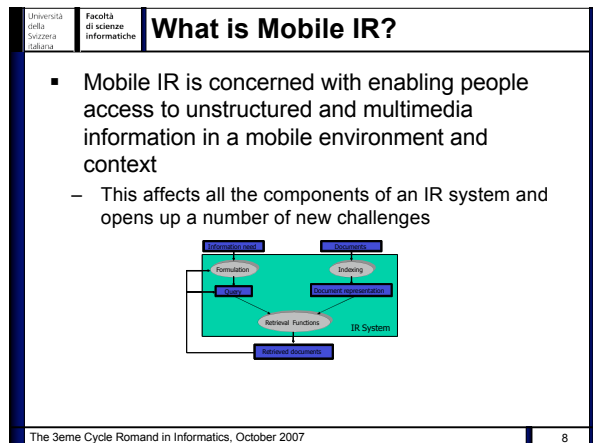 Università
della
Svizzera
italiana
Facoltà
di scienze
informatiche
What is Mobile IR?
▪ Mobile IR is concerned with enabling people
access to unstructured and multimedia
information in a mobile environment and
context
– This affects all the components of an IR system and
opens up a number of new challenges
Information need
Documents
Formulation
Indexing
Query
Document representation
Retrieval Functions
IR System
Retrieved documents
The 3eme Cycle Romand in Informatics, October 2007
8